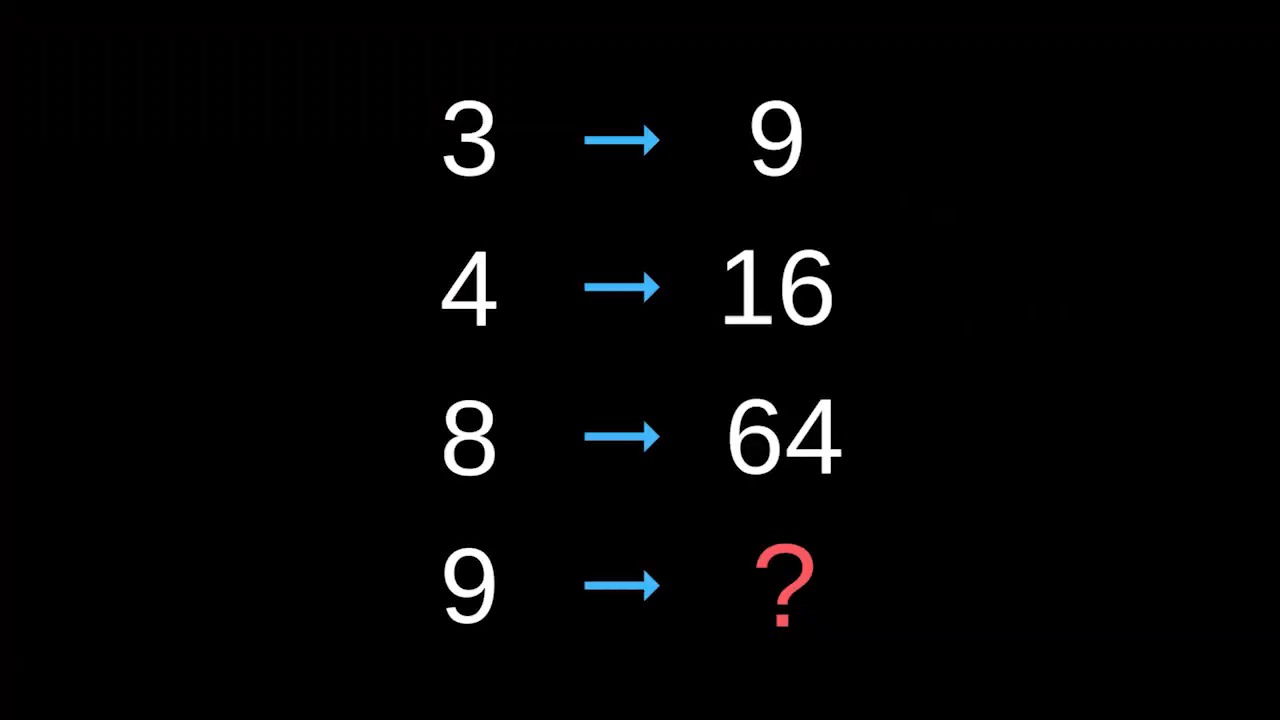 3 → 9
4 → 16
8 → 64
9 → ?